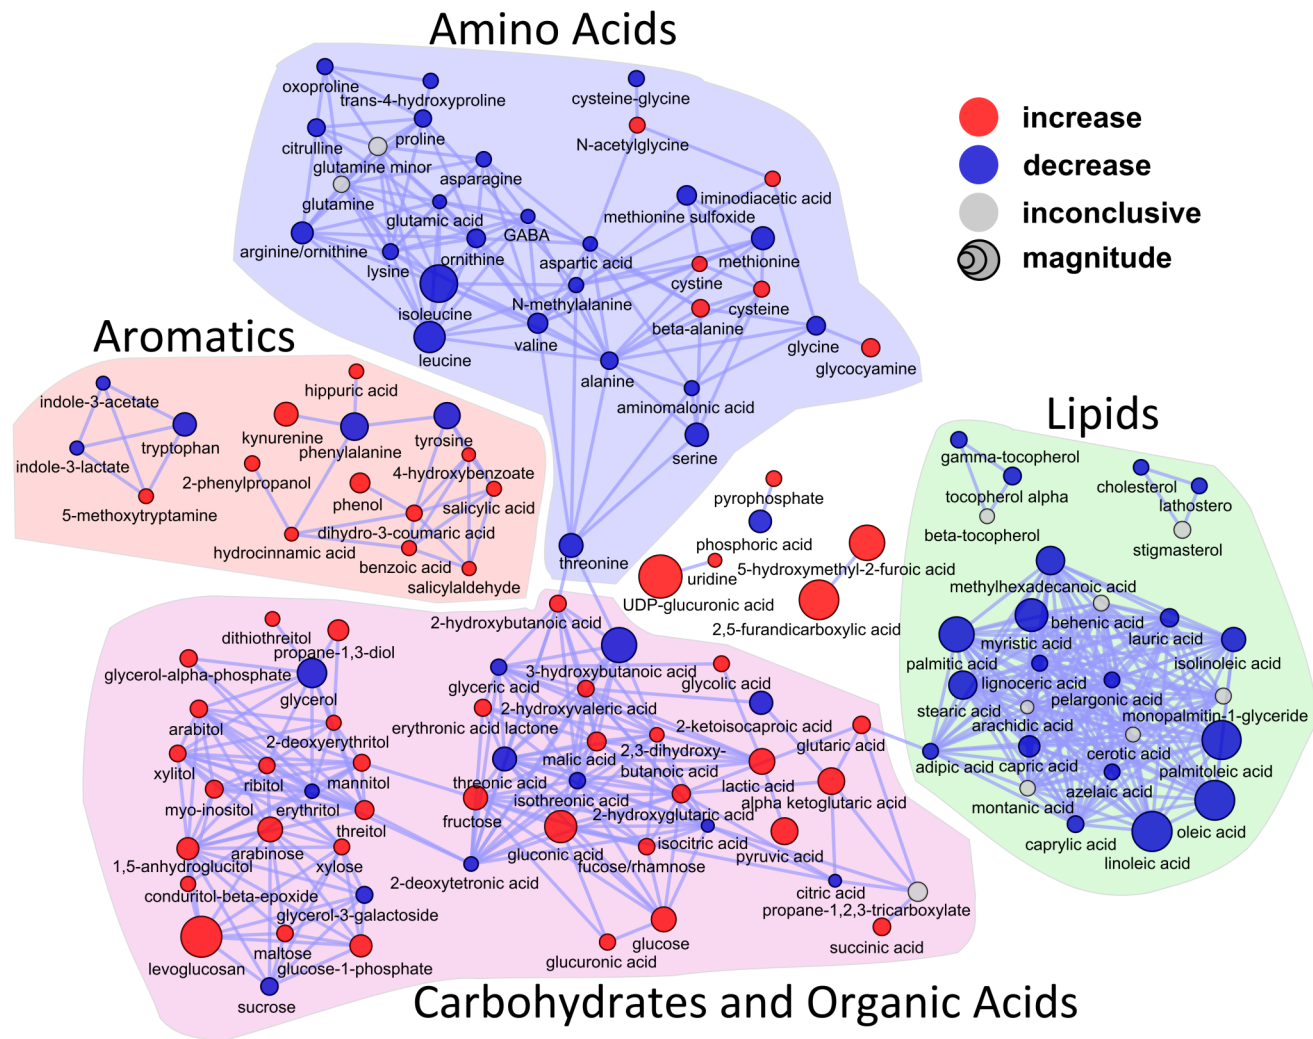 Amino Acids
oxoproline
trans-4-hydroxyproline
cysteine-glycine
citrulline
proline
N-acetylglycine
glutamine minor
asparagine
glutamine
glutamic acid
iminodiacetic acid
methionine sulfoxide
GABA
arginine/ornithine
lysine
ornithine
aspartic acid
methionine
cystine
isoleucine
N-methylalanine
cysteine
beta-alanine
leucine
valine
alanine
glycine
glycocyamine
aminomalonic acid
serine
threonine
increase
decrease
inconclusive
magnitude
Aromatics
hippuric acid
indole-3-acetate
kynurenine
tyrosine
tryptophan
phenylalanine
indole-3-lactate
4-hydroxybenzoate
2-phenylpropanol
phenol
salicylic acid
5-methoxytryptamine
dihydro-3-coumaric acid
hydrocinnamic acid
benzoic acid
salicylaldehyde
pyrophosphate
phosphoric acid
5-hydroxymethyl-2-furoic acid
uridine
UDP-glucuronic acid
2,5-furandicarboxylic acid
Lipids
gamma-tocopherol
cholesterol
tocopherol alpha
lathostero
beta-tocopherol
stigmasterol
methylhexadecanoic acid
behenic acid
lauric acid
myristic acid
palmitic acid
isolinoleic acid
lignoceric acid
pelargonic acid
stearic acid
monopalmitin-1-glyceride
arachidic acid
cerotic acid
adipic acid
capric acid
palmitoleic acid
azelaic acid
montanic acid
oleic acid
caprylic acid
linoleic acid
2-hydroxybutanoic acid
dithiothreitol
propane-1,3-diol
glycerol-alpha-phosphate
glycerol
3-hydroxybutanoic acid
glycolic acid
glyceric acid
2-hydroxyvaleric acid
arabitol
erythronic acid lactone
2-ketoisocaproic acid
2-deoxyerythritol
glutaric acid
2,3-dihydroxy-
butanoic acid
malic acid
xylitol
ribitol
mannitol
threonic acid
lactic acid
alpha ketoglutaric acid
isothreonic acid
myo-inositol
erythritol
2-hydroxyglutaric acid
fructose
threitol
isocitric acid
arabinose
gluconic acid
pyruvic acid
1,5-anhydroglucitol
xylose
fucose/rhamnose
2-deoxytetronic acid
conduritol-beta-epoxide
citric acid
propane-1,2,3-tricarboxylate
glycerol-3-galactoside
glucose
succinic acid
maltose
glucuronic acid
levoglucosan
glucose-1-phosphate
sucrose
Carbohydrates and Organic Acids